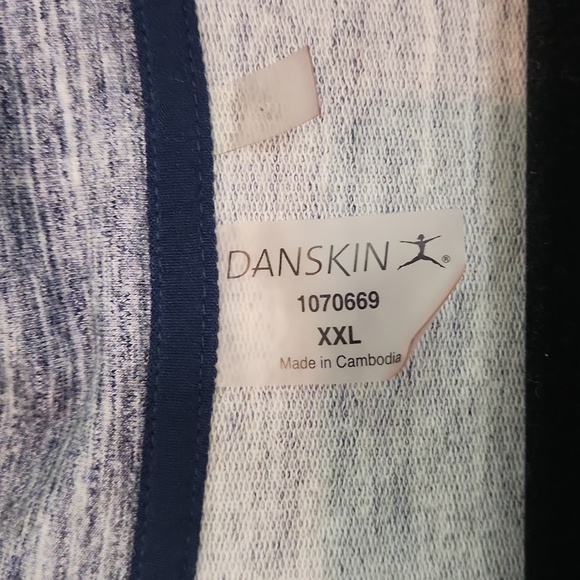 DANSKIN ®
1070669
XXL
Made in Cambodia